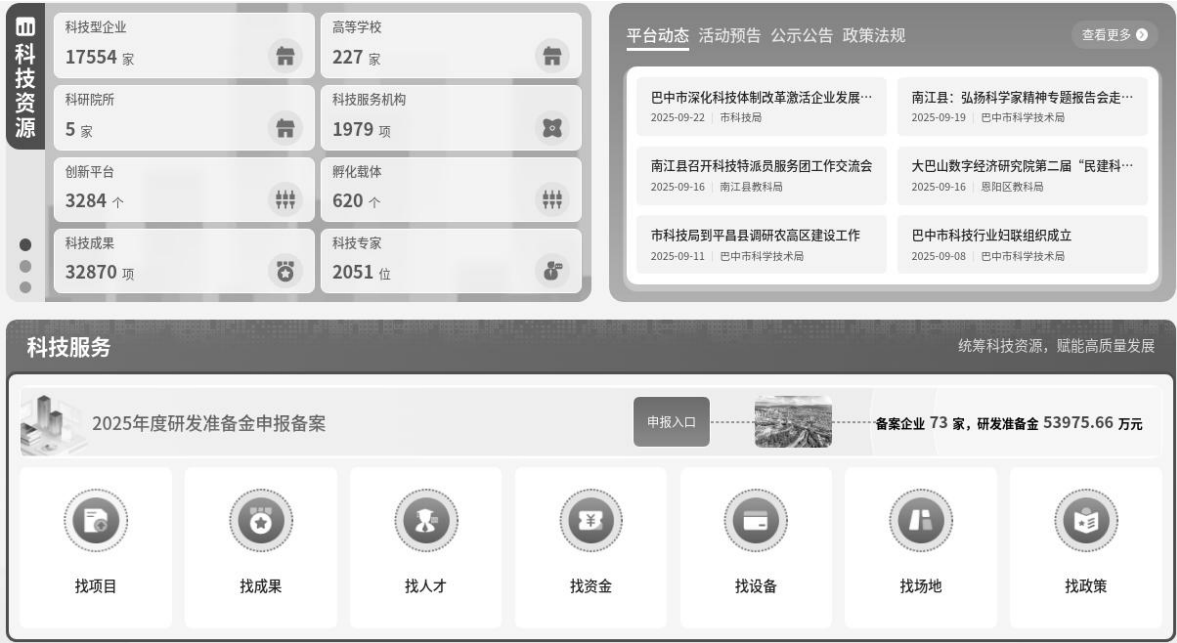 科技资源
科技型企业
17554 家
高等学校
227 家
科研院所
5 家
科技服务机构
1979 项
创新平台
3284 个
孵化载体
620 个
科技成果
32870 项
科技专家
2051 位
平台动态 活动预告 公示公告 政策法规
查看更多
巴中市深化科技体制改革激活企业发展…
2025-09-22 | 市科技局
南江县：弘扬科学家精神专题报告会走…
2025-09-19 | 巴中市科学技术局
南江县召开科技特派员服务团工作交流会
2025-09-16 | 南江县教科局
大巴山数字经济研究院第二届“民建科…
2025-09-16 | 恩阳区教科局
市科技局到平昌县调研农高区建设工作
2025-09-11 | 巴中市科学技术局
巴中市科技行业妇联组织成立
2025-09-08 | 巴中市科学技术局
科技服务
统筹科技资源，赋能高质量发展
2025年度研发准备金申报备案
申报入口
备案企业 73 家，研发准备金 53975.66 万元
找项目
找成果
找人才
找资金
找设备
找场地
找政策